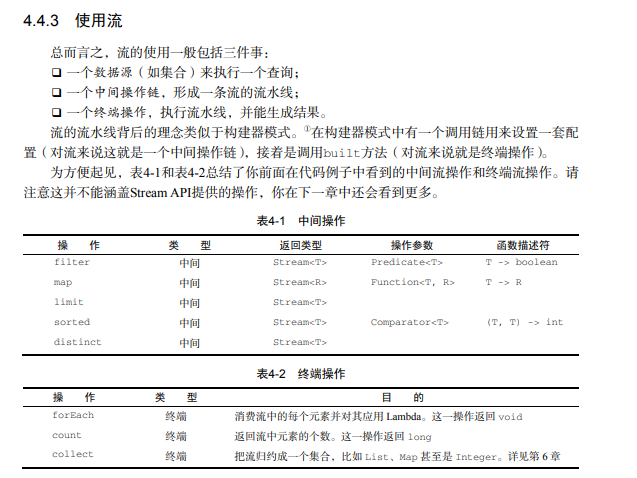 4.4.3 使用流
总而言之，流的使用一般包括三件事：
❑ 一个数据源（如集合）来执行一个查询；
❑ 一个中间操作链，形成一条流的流水线；
❑ 一个终端操作，执行流水线，并能生成结果。
流的流水线背后的理念类似于构建器模式。①在构建器模式中有一个调用链用来设置一套配
置（对流来说这就是一个中间操作链），接着是调用built方法（对流来说就是终端操作）。
为方便起见，表4-1和表4-2总结了你前面在代码例子中看到的中间流操作和终端流操作。请
注意这并不能涵盖Stream API提供的操作，你在下一章中还会看到更多。
表4-1 中间操作
操 作 类 型 返回类型 操作参数 函数描述符
filter 中间 Stream<T> Predicate<T> T -> boolean
map 中间 Stream<R> Function<T, R> T -> R
limit 中间 Stream<T>
sorted 中间 Stream<T> Comparator<T> (T, T) -> int
distinct 中间 Stream<T>
表4-2 终端操作
操 作 类 型 目 的
forEach 终端 消费流中的每个元素并对其应用 Lambda。这一操作返回 void
count 终端 返回流中元素的个数。这一操作返回 long
collect 终端 把流归约成一个集合，比如 List、Map 甚至是 Integer。详见第 6 章